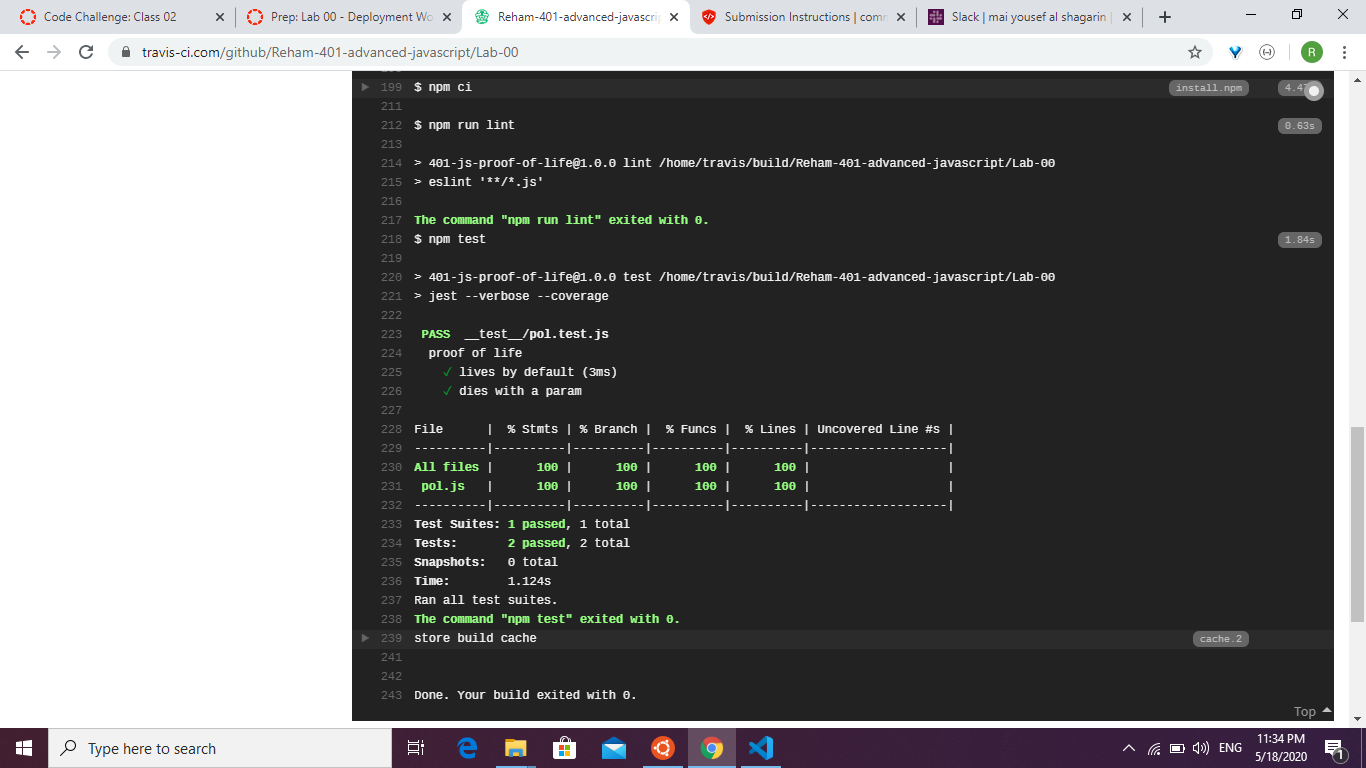 Code Challenge: Class 02
Prep: Lab 00 - Deployment Wo
Reham-401-advanced-javascri
Submission Instructions | com
Slack | mai yousef al shagarin |
travis-ci.com/github/Reham-401-advanced-javascript/Lab-00
R
199 $ npm ci install.npm
211
212 $ npm run lint 0.63s
213
214 > 401-js-proof-of-life@1.0.0 lint /home/travis/build/Reham-401-advanced-javascript/Lab-00
215 > eslint '**/*.js'
216
217 The command "npm run lint" exited with 0.
218 $ npm test 1.84s
219
220 > 401-js-proof-of-life@1.0.0 test /home/travis/build/Reham-401-advanced-javascript/Lab-00
221 > jest --verbose --coverage
222
223 PASS __test__/pol.test.js
224 proof of life
225 ✓ lives by default (3ms)
226 ✓ dies with a param
227
228 File | % Stmts | % Branch | % Funcs | % Lines | Uncovered Line #s |
229 ----------|----------|----------|----------|----------|-------------------|
230 All files | 100 | 100 | 100 | 100 | |
231 pol.js | 100 | 100 | 100 | 100 | |
232 ----------|----------|----------|----------|----------|-------------------|
233 Test Suites: 1 passed, 1 total
234 Tests: 2 passed, 2 total
235 Snapshots: 0 total
236 Time: 1.124s
237 Ran all test suites.
238 The command "npm test" exited with 0.
239 store build cache cache.2
241
242
243 Done. Your build exited with 0.
Top
Type here to search
ENG
11:34 PM
5/18/2020
1